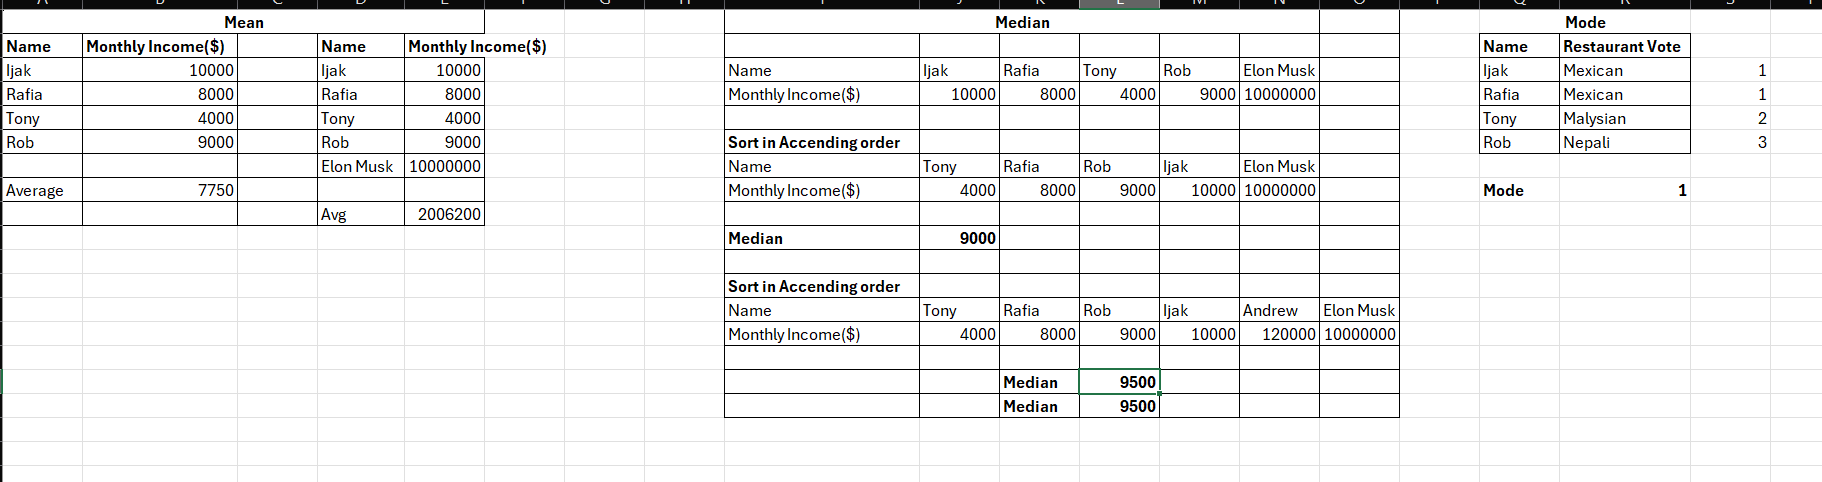 Mean Median Mode
Name Monthly Income($) Name Monthly Income($) Name Restaurant Vote
Ijak 10000 Ijak 10000 Name Ijak Rafia Tony Rob Elon Musk Ijak Mexican 1
Rafia 8000 Rafia 8000 Monthly Income($) 10000 8000 4000 9000 10000000 Rafia Mexican 1
Tony 4000 Tony 4000 Tony Malysian 2
Rob 9000 Rob 9000 Sort in Accending order Rob Nepali 3
Elon Musk 10000000 Name Tony Rafia Rob Ijak Elon Musk
Average 7750 Monthly Income($) 4000 8000 9000 10000 10000000 Mode 1
Avg 2006200
Median 9000
Sort in Accending order
Name Tony Rafia Rob Ijak Andrew Elon Musk
Monthly Income($) 4000 8000 9000 10000 120000 10000000
Median 9500
Median 9500